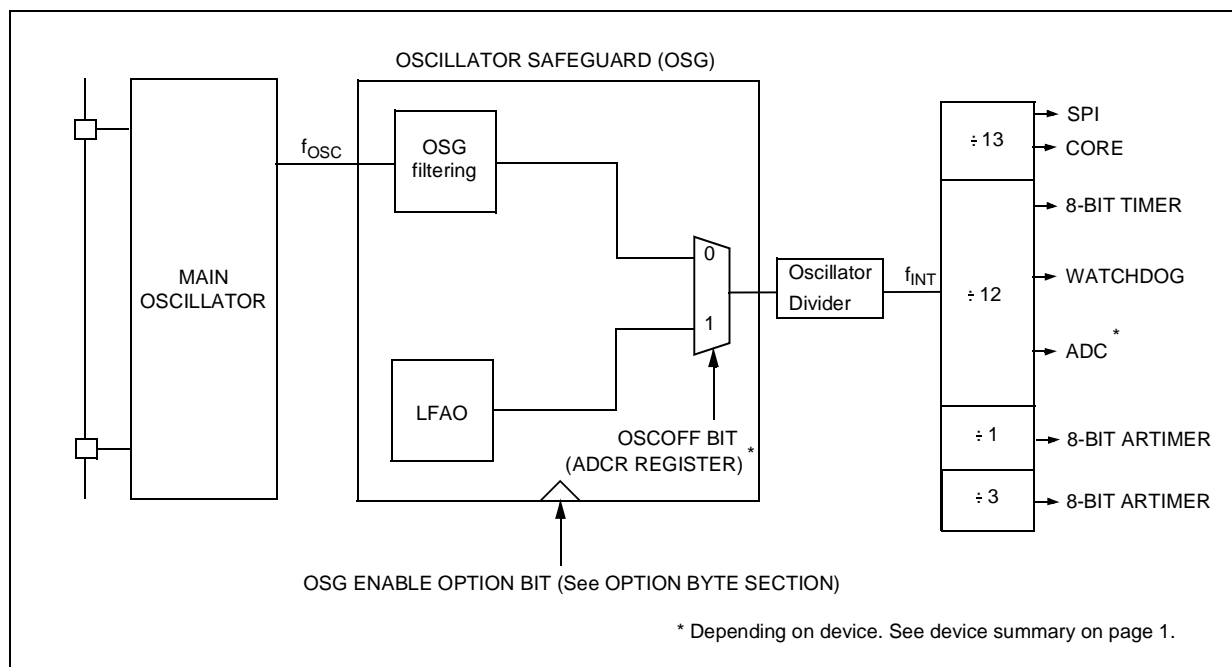 OSCILLATOR SAFEGUARD (OSG)
MAIN
OSCILLATOR
fOSC
OSG
filtering
LFAO
0
1
OSCOFF BIT
(ADCR REGISTER) *
Oscillator
Divider
fINT
÷ 13
÷ 12
÷ 1
÷ 3
SPI
CORE
8-BIT TIMER
WATCHDOG
ADC *
8-BIT ARTIMER
8-BIT ARTIMER
OSG ENABLE OPTION BIT (See OPTION BYTE SECTION)
* Depending on device. See device summary on page 1.